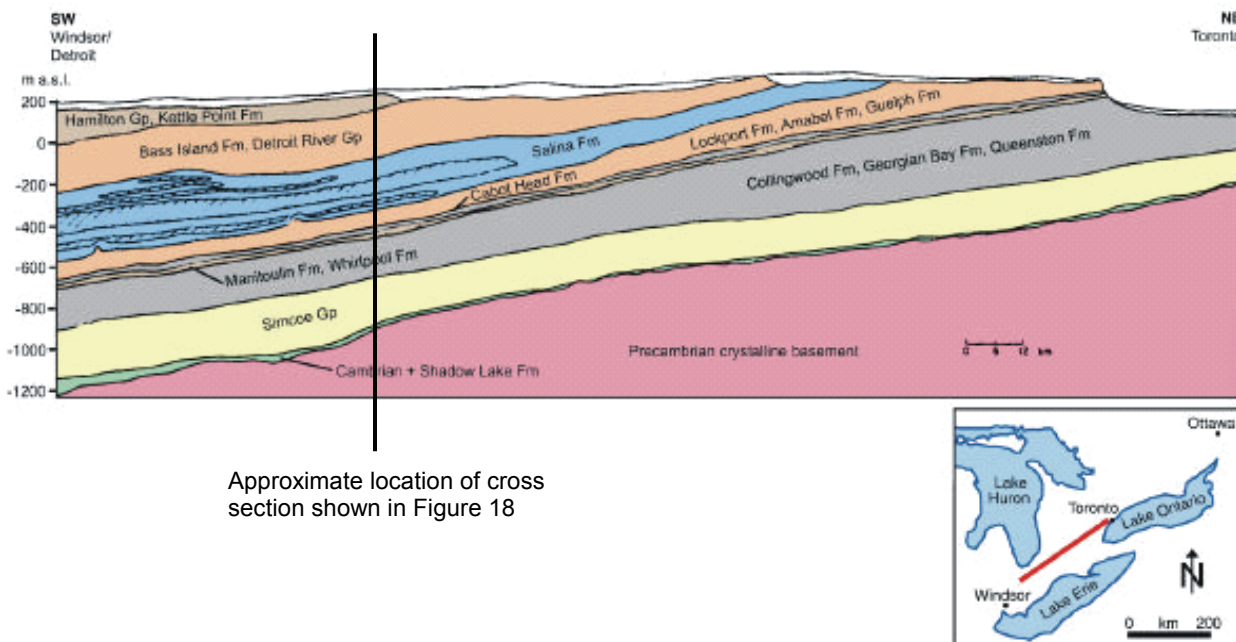 SW
Windsor/
Detroit
m a.s.l.
NE
Toronto
200
0
-200
-400
-600
-800
-1000
-1200
Hamilton Gp, Kettle Point Fm
Bass Island Fm, Detroit River Gp
Salina Fm
Lockport Fm, Amabel Fm, Guelph Fm
Cabot Head Fm
Collingwood Fm, Georgian Bay Fm, Queenston Fm
Manitoulin Fm, Whirlpool Fm
Simcoe Gp
Precambrian crystalline basement
0 6 12 km
Cambrian + Shadow Lake Fm
Approximate location of cross
section shown in Figure 18
Ottawa
Lake
Huron
Toronto
Lake Ontario
Windsor
Lake Erie
N
0 km 200